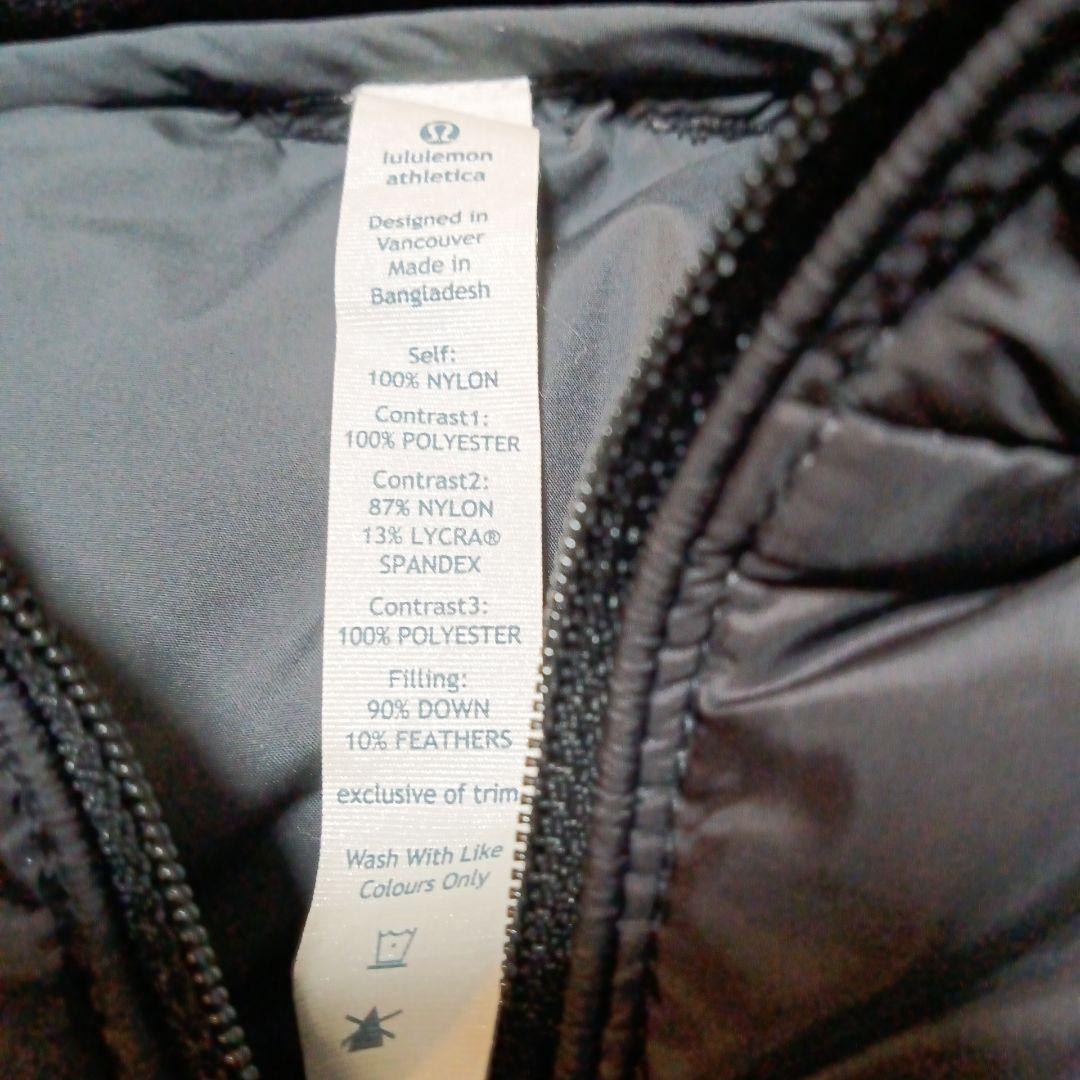 lululemon
athletica
Designed in
Vancouver
Made in
Bangladesh
Self:
100% NYLON
Contrast1:
100% POLYESTER
Contrast2:
87% NYLON
13% LYCRA®
SPANDEX
Contrast3:
100% POLYESTER
Filling:
90% DOWN
10% FEATHERS
exclusive of trim
Wash With Like
Colours Only